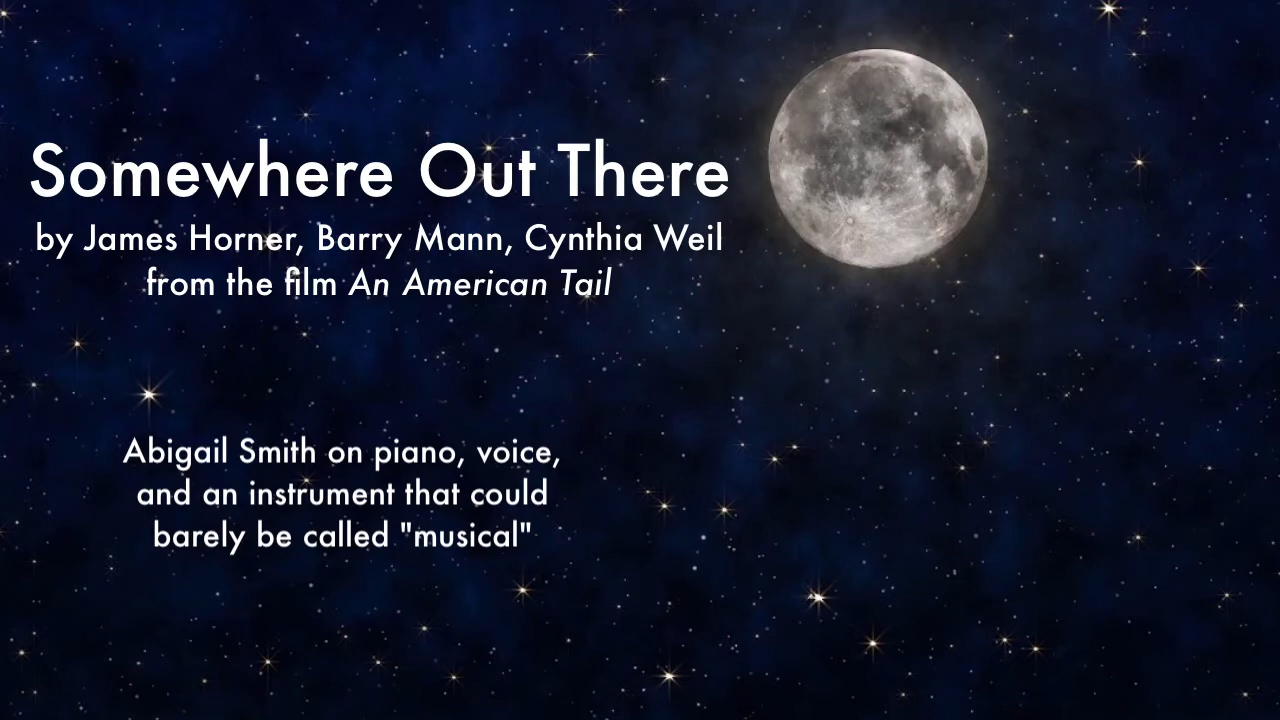 Somewhere Out There
by James Horner, Barry Mann, Cynthia Weil
from the film An American Tail
Abigail Smith on piano, voice,
and an instrument that could
barely be called "musical"